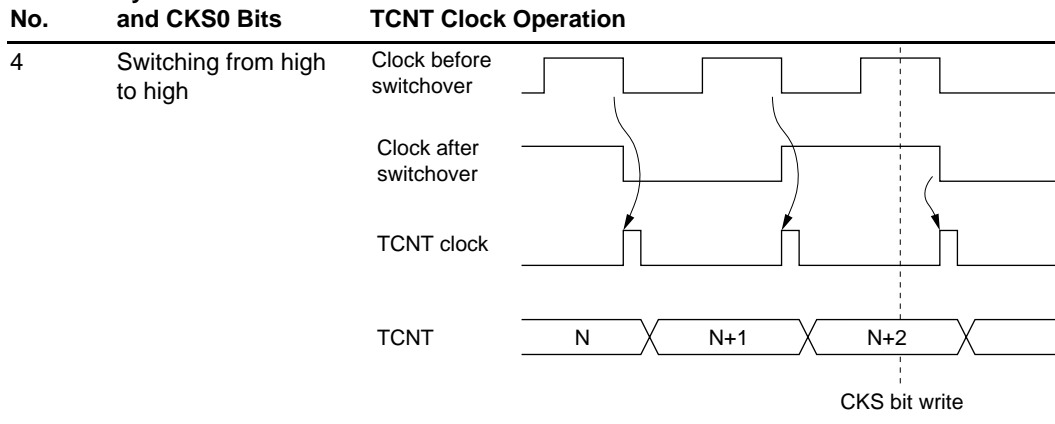 No. and CKS0 Bits TCNT Clock Operation
4 Switching from high to high
Clock before switchover
Clock after switchover
TCNT clock
TCNT N N+1 N+2
CKS bit write